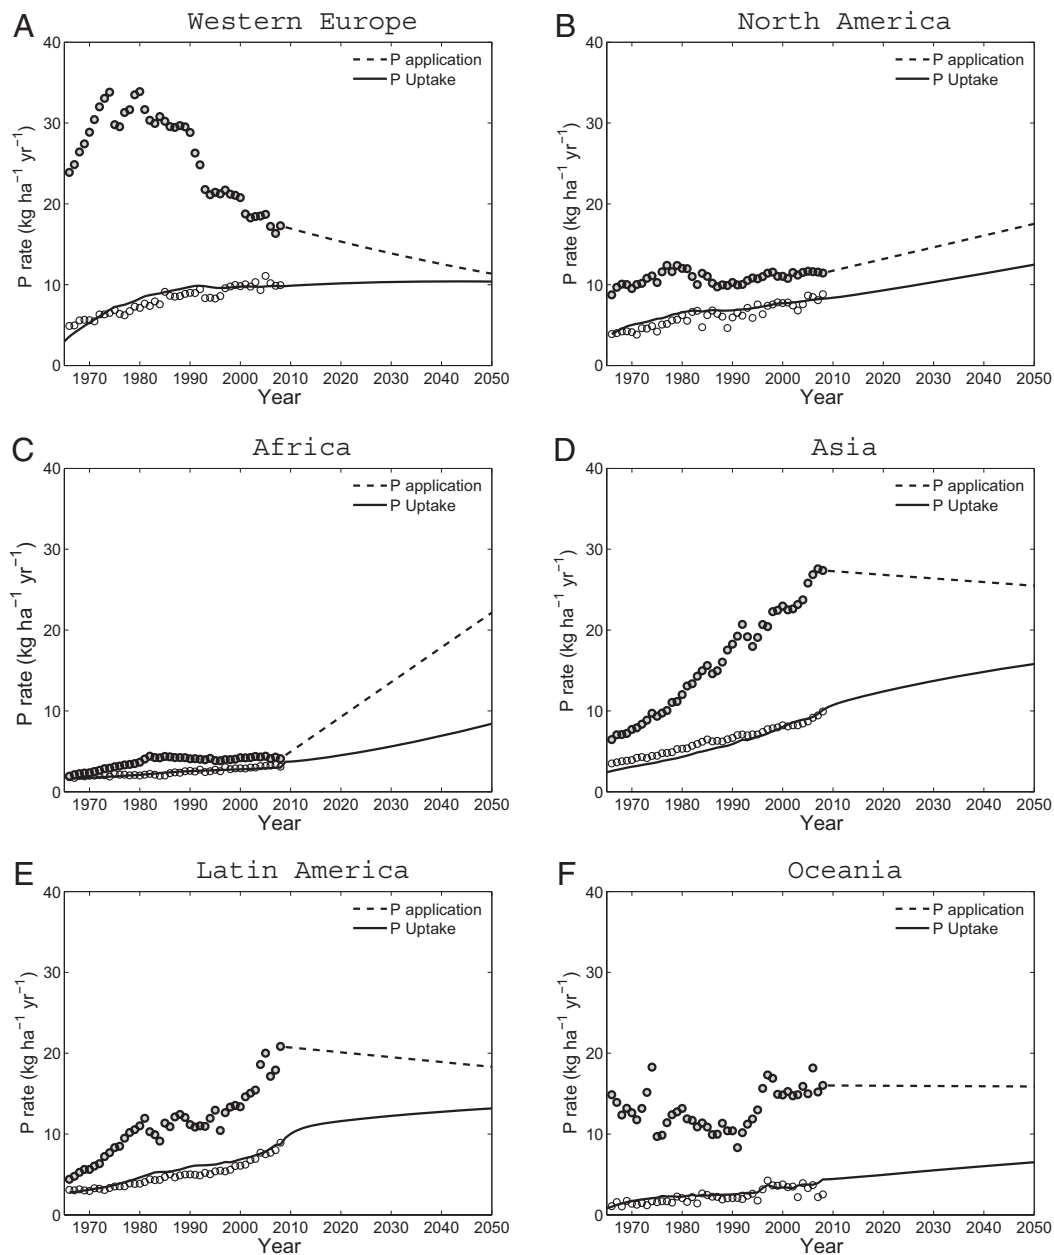 A Western Europe
40
30
20
10
0
P rate (kg ha⁻¹ yr⁻¹)
P application
P Uptake
1970 1980 1990 2000 2010 2020 2030 2040 2050
Year
B North America
40
30
20
10
0
P rate (kg ha⁻¹ yr⁻¹)
P application
P Uptake
1970 1980 1990 2000 2010 2020 2030 2040 2050
Year
C Africa
40
30
20
10
0
P rate (kg ha⁻¹ yr⁻¹)
P application
P Uptake
1970 1980 1990 2000 2010 2020 2030 2040 2050
Year
D Asia
40
30
20
10
0
P rate (kg ha⁻¹ yr⁻¹)
P application
P Uptake
1970 1980 1990 2000 2010 2020 2030 2040 2050
Year
E Latin America
40
30
20
10
0
P rate (kg ha⁻¹ yr⁻¹)
P application
P Uptake
1970 1980 1990 2000 2010 2020 2030 2040 2050
Year
F Oceania
40
30
20
10
0
P rate (kg ha⁻¹ yr⁻¹)
P application
P Uptake
1970 1980 1990 2000 2010 2020 2030 2040 2050
Year